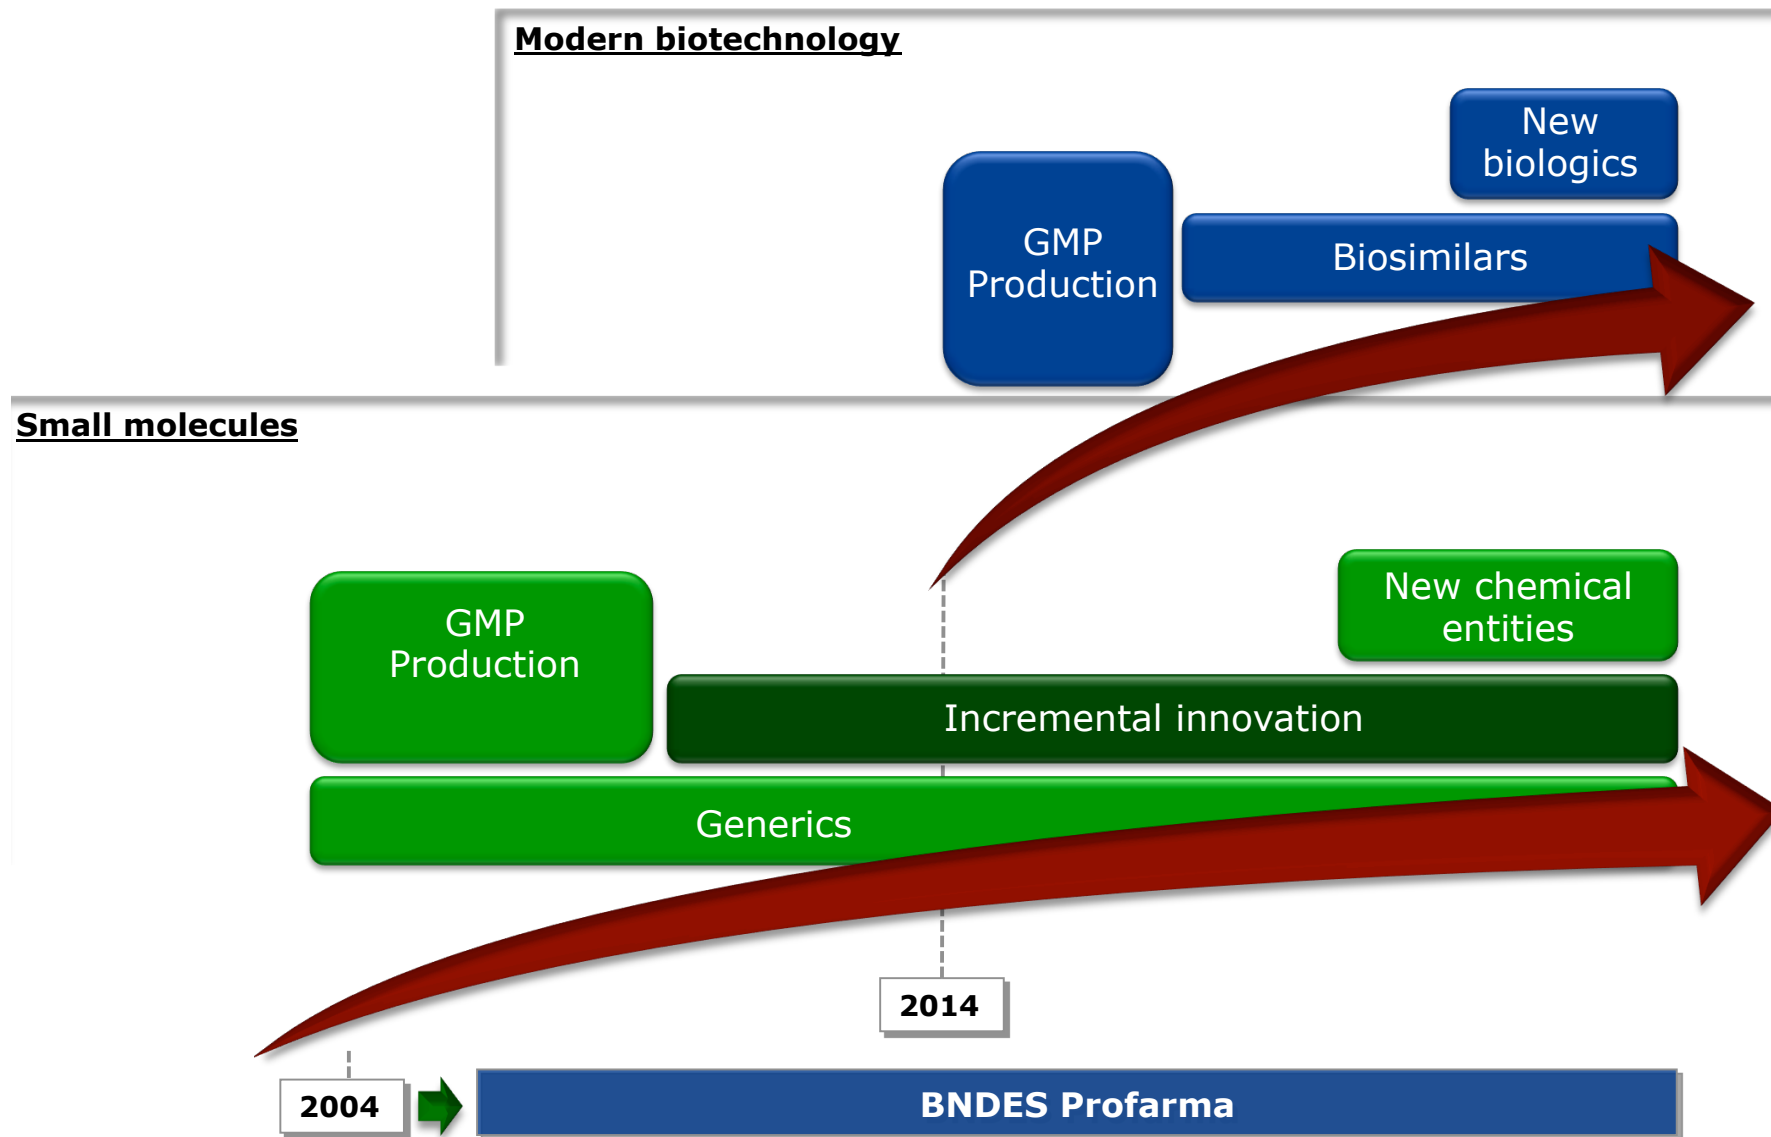 Modern biotechnology
New
biologics
GMP
Production
Biosimilars
Small molecules
New chemical
entities
GMP
Production
Incremental innovation
Generics
2014
2004
BNDES Profarma